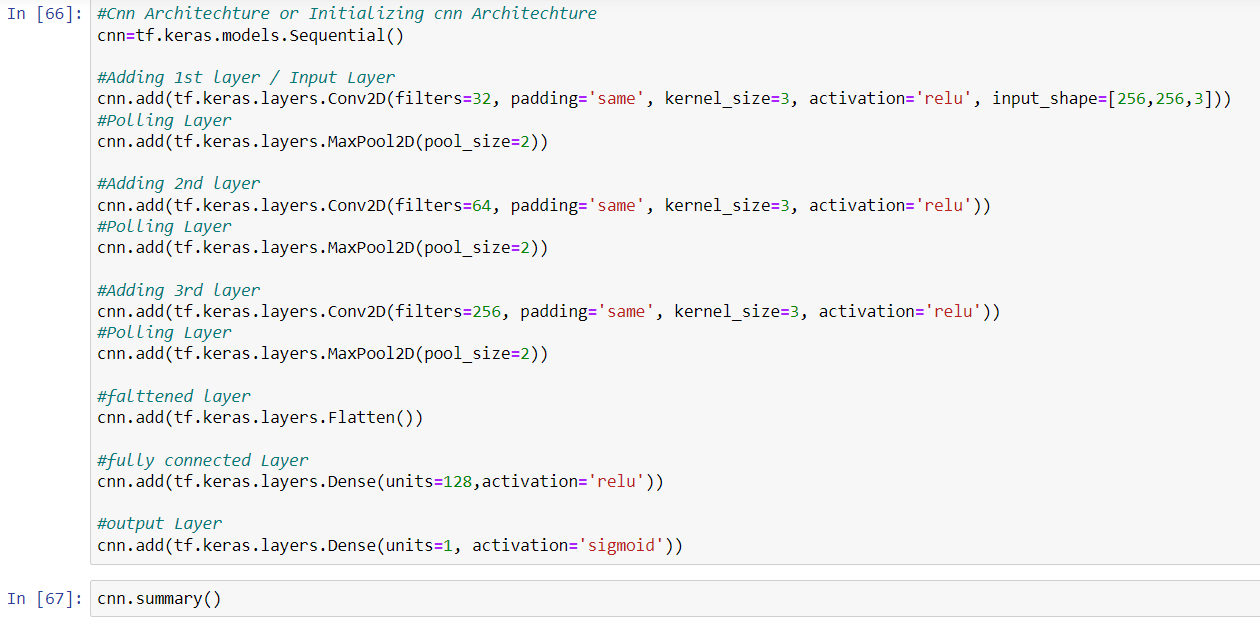 In [66]: #Cnn Architechture or Initializing cnn Architechture
cnn=tf.keras.models.Sequential()
#Adding 1st layer / Input Layer
cnn.add(tf.keras.layers.Conv2D(filters=32, padding='same', kernel_size=3, activation='relu', input_shape=[256,256,3]))
#Polling Layer
cnn.add(tf.keras.layers.MaxPool2D(pool_size=2))
#Adding 2nd layer
cnn.add(tf.keras.layers.Conv2D(filters=64, padding='same', kernel_size=3, activation='relu'))
#Polling Layer
cnn.add(tf.keras.layers.MaxPool2D(pool_size=2))
#Adding 3rd layer
cnn.add(tf.keras.layers.Conv2D(filters=256, padding='same', kernel_size=3, activation='relu'))
#Polling Layer
cnn.add(tf.keras.layers.MaxPool2D(pool_size=2))
#falttened layer
cnn.add(tf.keras.layers.Flatten())
#fully connected Layer
cnn.add(tf.keras.layers.Dense(units=128,activation='relu'))
#output Layer
cnn.add(tf.keras.layers.Dense(units=1, activation='sigmoid'))
In [67]: cnn.summary()